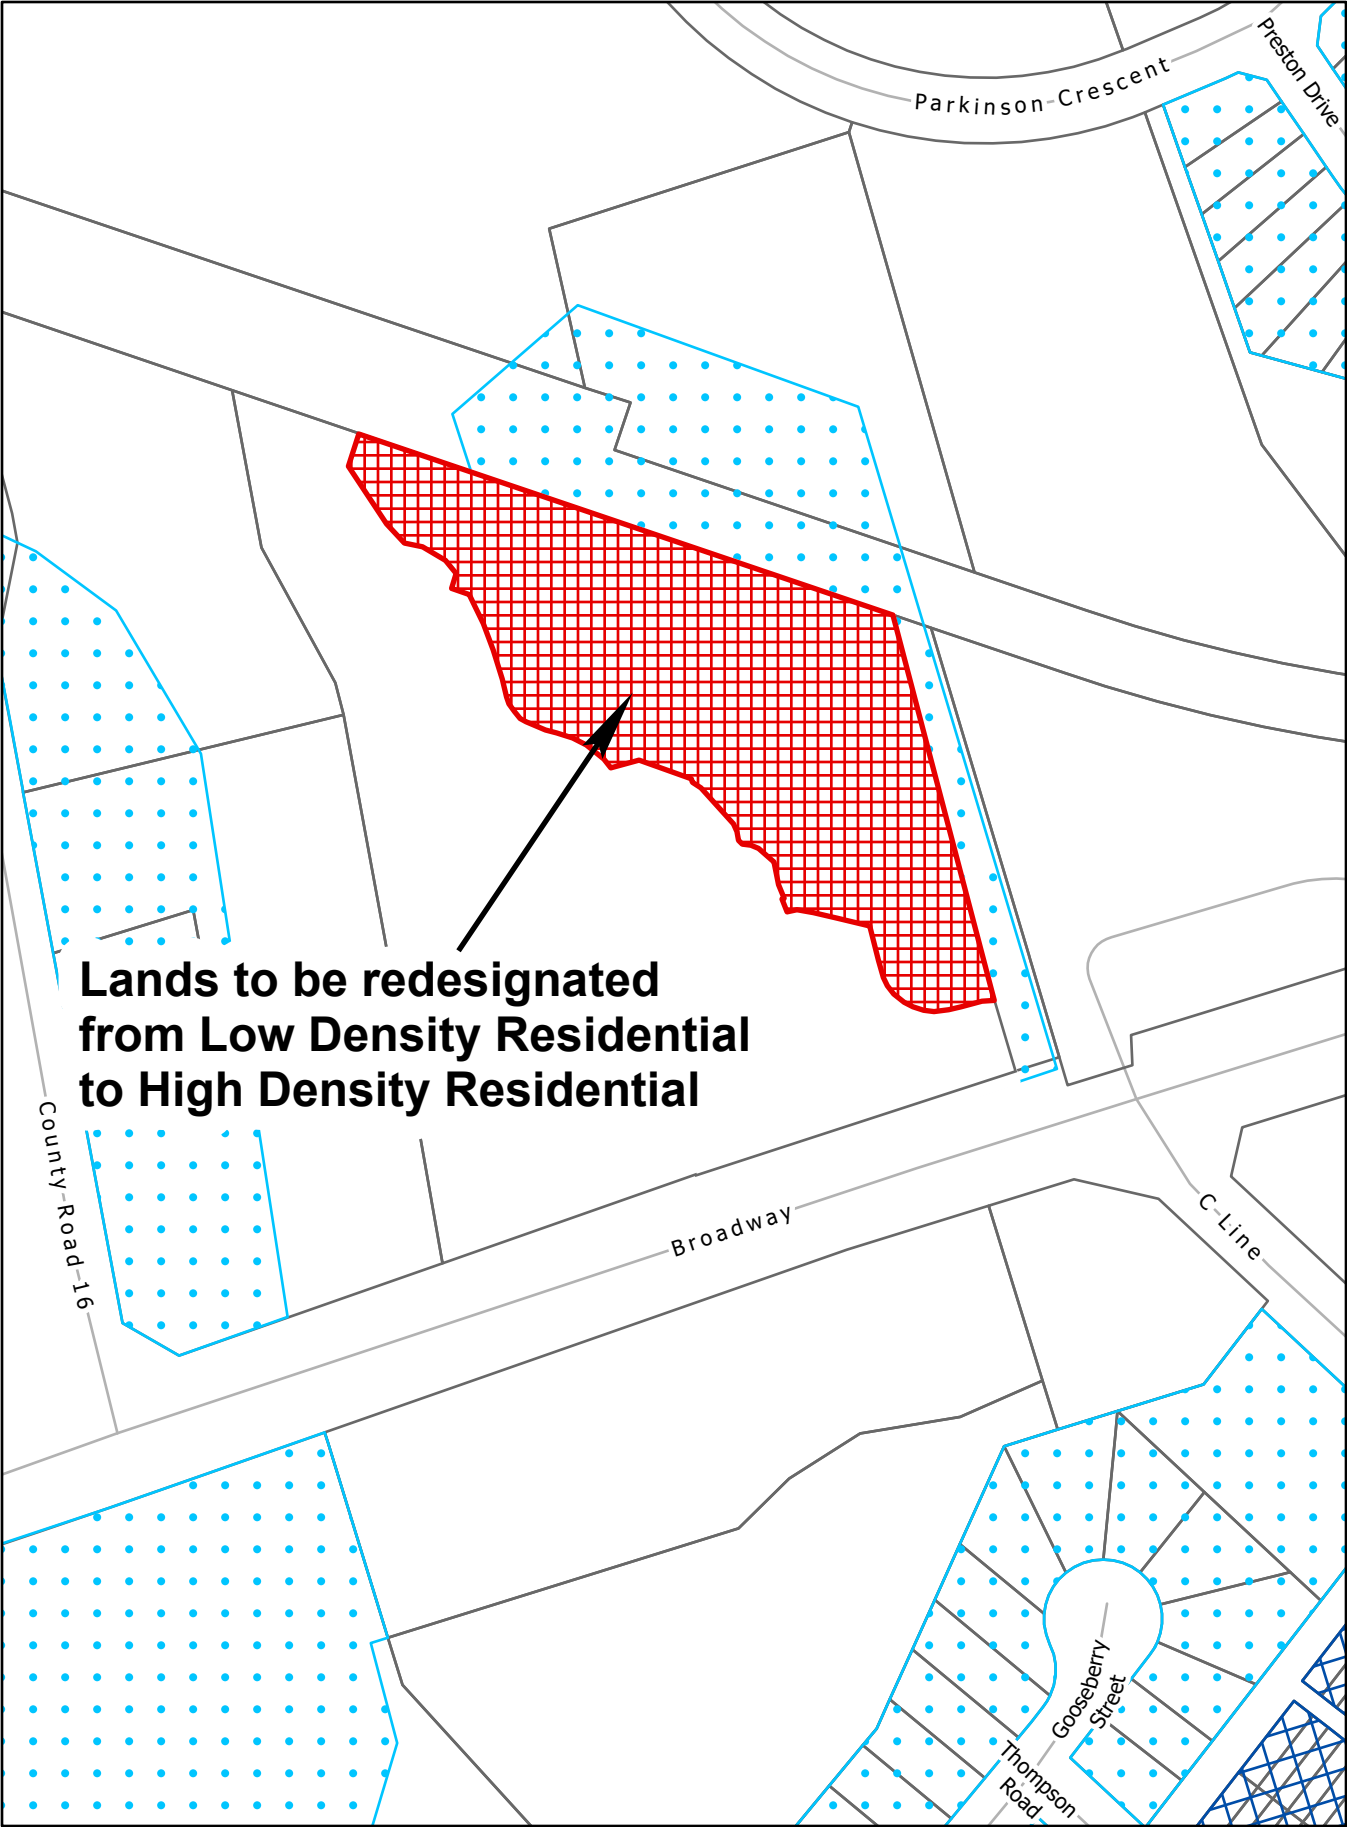 Parkinson Crescent
Preston Drive
Lands to be redesignated
from Low Density Residential
to High Density Residential
County Road 16
Broadway
C Line
Gooseberry
Street
Thompson
Road